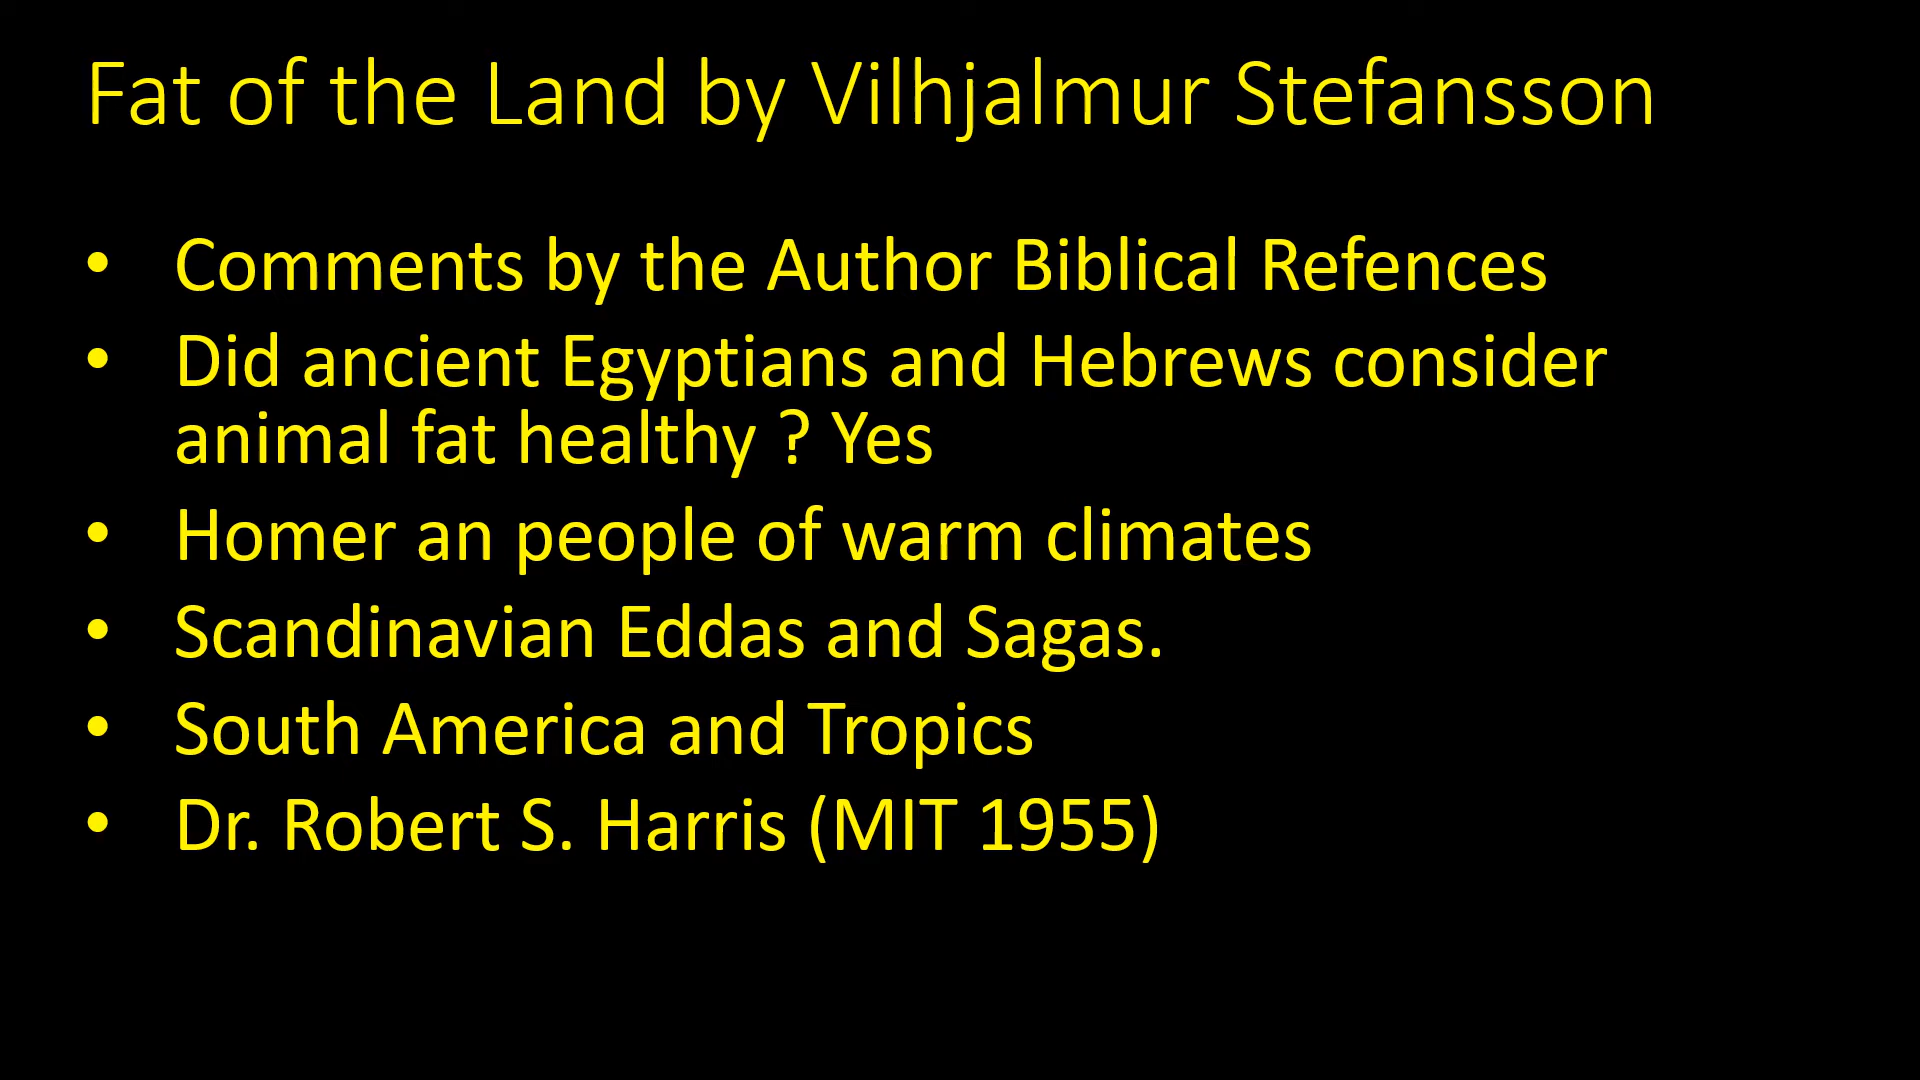 Fat of the Land by Vilhjalmur Stefansson
• Comments by the Author Biblical Refences
• Did ancient Egyptians and Hebrews consider
animal fat healthy ? Yes
• Homer an people of warm climates
• Scandinavian Eddas and Sagas.
• South America and Tropics
• Dr. Robert S. Harris (MIT 1955)